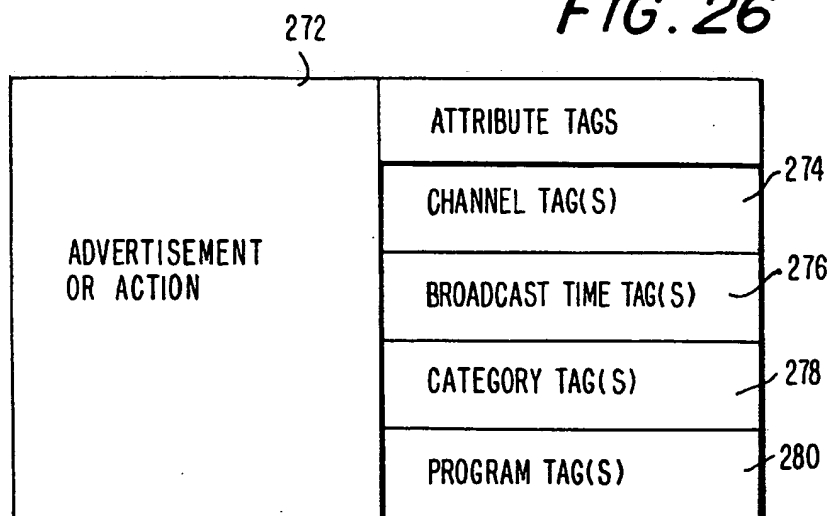 FIG. 26
272
ATTRIBUTE TAGS
274
CHANNEL TAG(S)
ADVERTISEMENT
OR ACTION
276
BROADCAST TIME TAG(S)
278
CATEGORY TAG(S)
280
PROGRAM TAG(S)